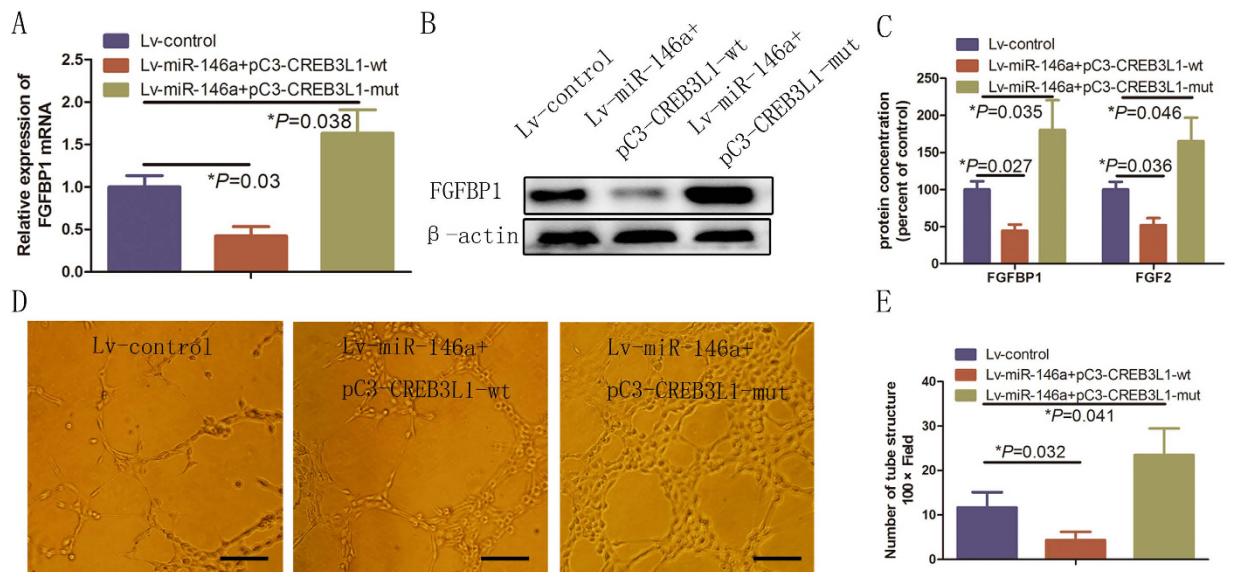 A
Lv-control
Lv-miR-146a+pC3-CREB3L1-wt
Lv-miR-146a+pC3-CREB3L1-mut
Relative expression of
FGFBP1 mRNA
2.5
2.0
1.5
1.0
0.5
0.0
*P=0.038
*P=0.03
B
Lv-control
Lv-miR-146a+
pC3-CREB3L1-wt
Lv-miR-146a+
pC3-CREB3L1-mut
FGFBP1
β-actin
C
Lv-control
Lv-miR-146a+pC3-CREB3L1-wt
Lv-miR-146a+pC3-CREB3L1-mut
protein concentration
(percent of control)
250
200
150
100
50
0
*P=0.035
*P=0.046
*P=0.027
*P=0.036
FGFBP1
FGF2
D
Lv-control
Lv-miR-146a+
pC3-CREB3L1-wt
Lv-miR-146a+
pC3-CREB3L1-mut
E
Lv-control
Lv-miR-146a+pC3-CREB3L1-wt
Lv-miR-146a+pC3-CREB3L1-mut
Number of tube structure
100 × Field
40
30
20
10
0
*P=0.041
*P=0.032